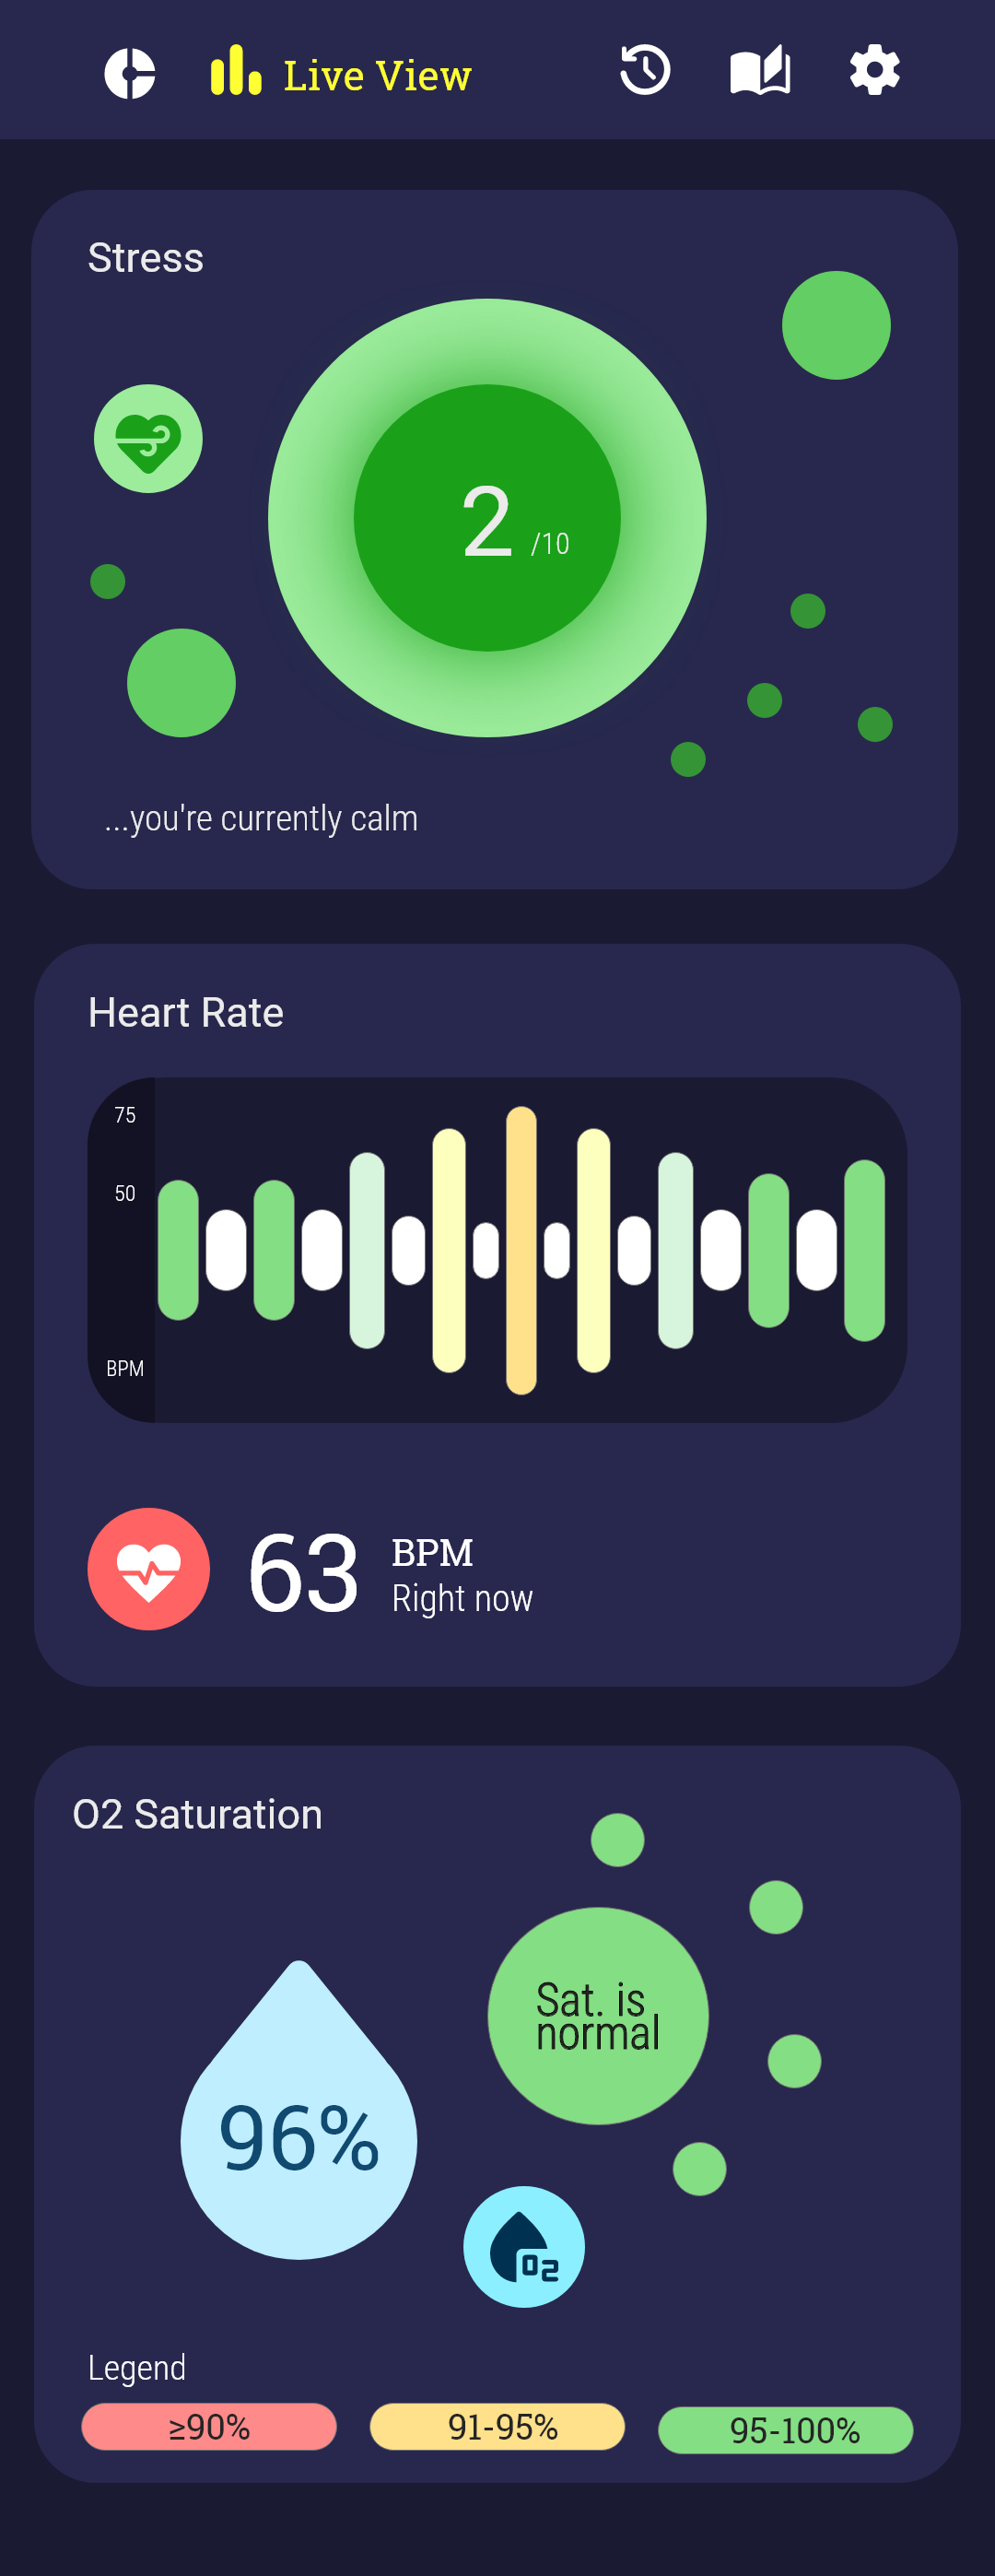 Live View
Stress
2 /10
...you're currently calm
Heart Rate
75
50
BPM
63 BPM
Right now
O2 Saturation
Sat. is
normal
96%
O2
Legend
≥90% 91-95% 95-100%